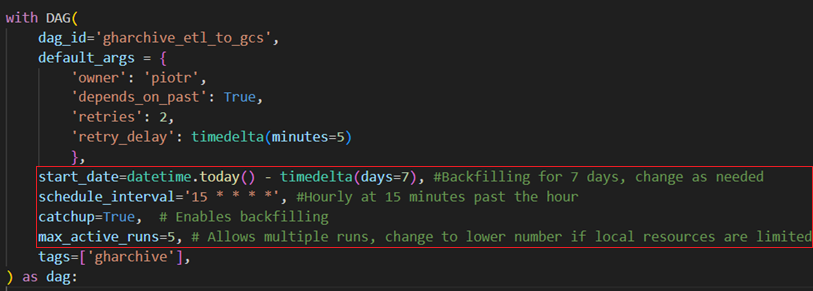 with DAG(
    dag_id='gharchive_etl_to_gcs',
    default_args = {
        'owner': 'piotr',
        'depends_on_past': True,
        'retries': 2,
        'retry_delay': timedelta(minutes=5)
        },
    start_date=datetime.today() - timedelta(days=7), #Backfilling for 7 days, change as needed
    schedule_interval='15 * * * *', #Hourly at 15 minutes past the hour
    catchup=True,  # Enables backfilling
    max_active_runs=5, # Allows multiple runs, change to lower number if local resources are limited
    tags=['gharchive'],
) as dag: